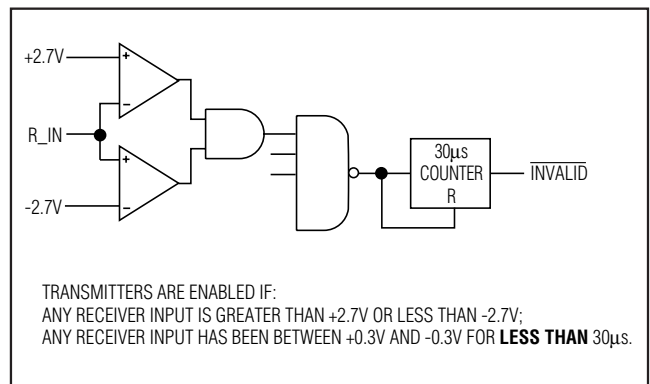 +2.7V
+
−
R_IN
+
−
-2.7V
30µs
COUNTER
R
INVALID
TRANSMITTERS ARE ENABLED IF:
ANY RECEIVER INPUT IS GREATER THAN +2.7V OR LESS THAN -2.7V;
ANY RECEIVER INPUT HAS BEEN BETWEEN +0.3V AND -0.3V FOR LESS THAN 30µs.